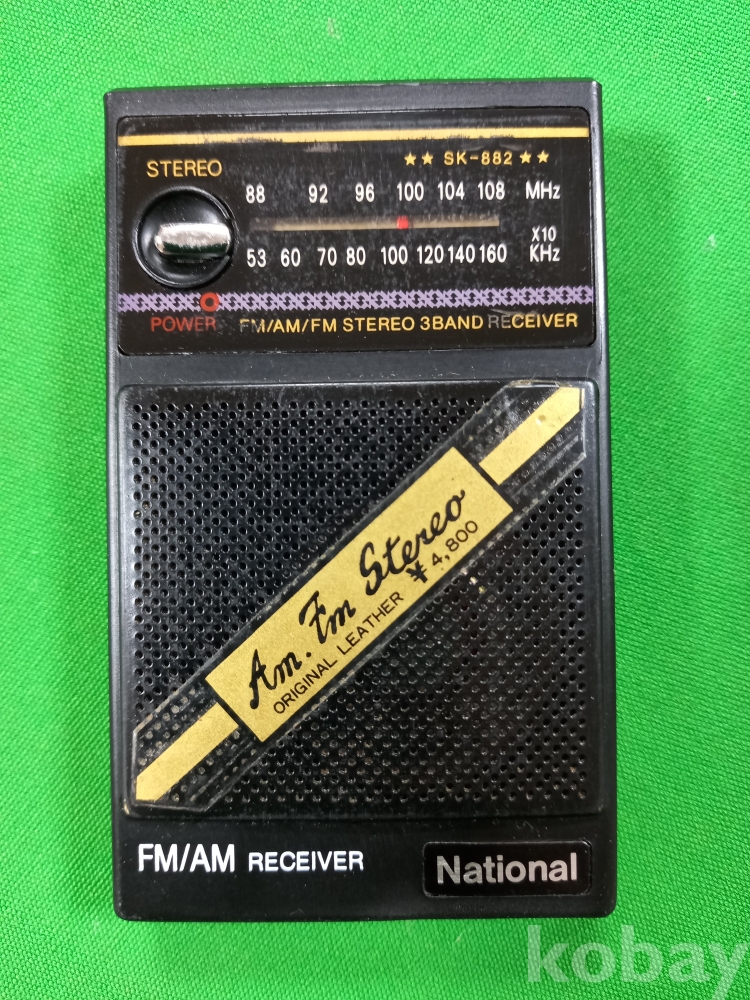 ★★ SK-882 ★★
STEREO
88 92 96 100 104 108 MHz
53 60 70 80 100 120 140 160 X10 KHz
POWER FM/AM/FM STEREO 3BAND RECEIVER
Am. Fm Stereo
ORIGINAL LEATHER ¥4,800
FM/AM RECEIVER
National
kobay